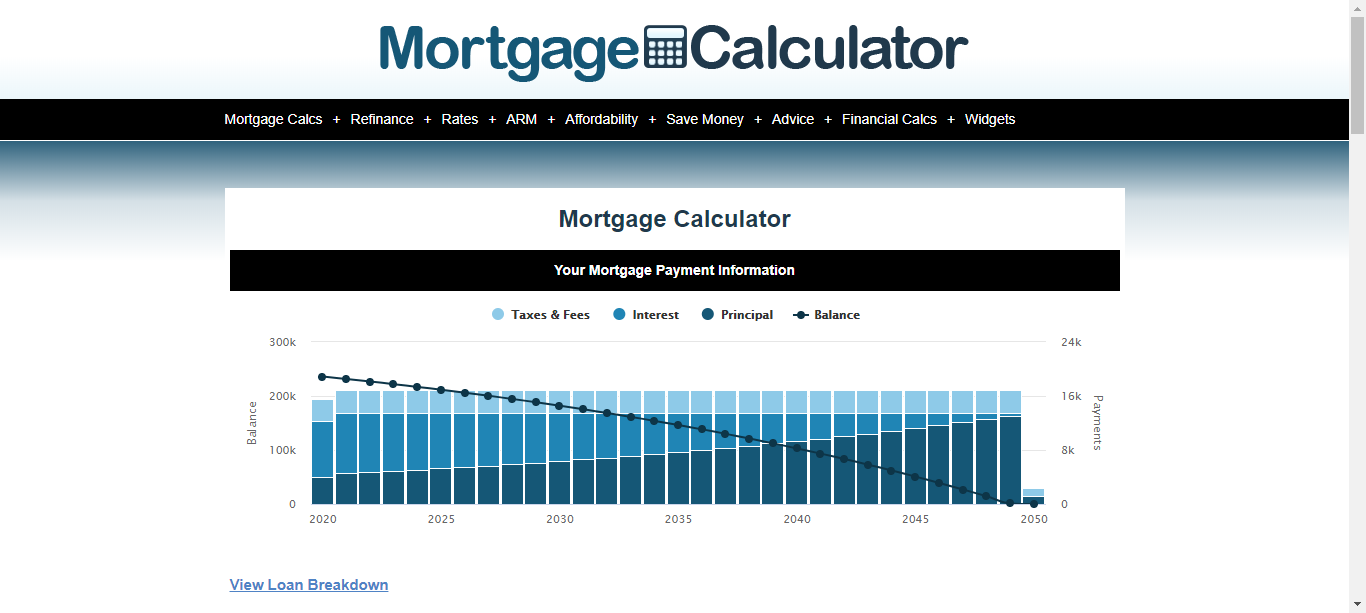 Mortgage Calculator
Mortgage Calcs + Refinance + Rates + ARM + Affordability + Save Money + Advice + Financial Calcs + Widgets
Mortgage Calculator
Your Mortgage Payment Information
Taxes & Fees Interest Principal Balance
300k 24k
200k 16k
Balance Payments
100k 8k
0 0
2020 2025 2030 2035 2040 2045 2050
View Loan Breakdown